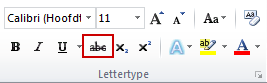 Calibri (Hoofdt 11 A A Aa
B I U abc X₂ X² A ab A
Lettertype